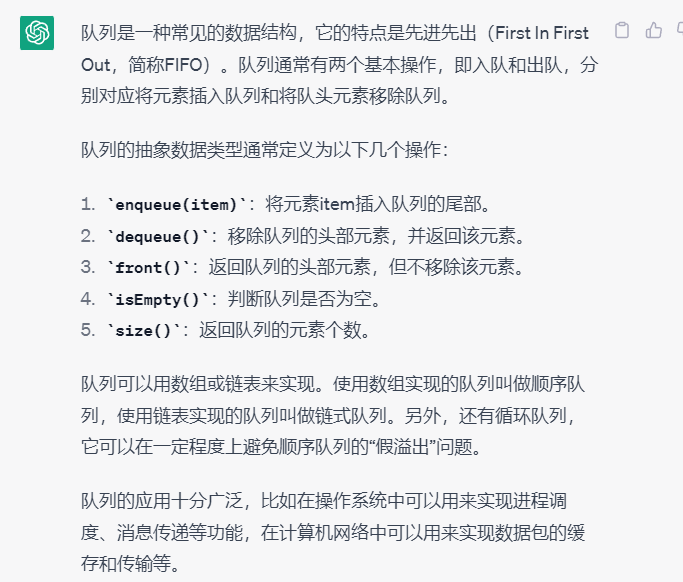 队列是一种常见的数据结构，它的特点是先进先出（First In First
Out，简称FIFO）。队列通常有两个基本操作，即入队和出队，分
别对应将元素插入队列和将队头元素移除队列。
队列的抽象数据类型通常定义为以下几个操作：
1. `enqueue(item)`：将元素item插入队列的尾部。
2. `dequeue()`：移除队列的头部元素，并返回该元素。
3. `front()`：返回队列的头部元素，但不移除该元素。
4. `isEmpty()`：判断队列是否为空。
5. `size()`：返回队列的元素个数。
队列可以用数组或链表来实现。使用数组实现的队列叫做顺序队
列，使用链表实现的队列叫做链式队列。另外，还有循环队列，
它可以在一定程度上避免顺序队列的“假溢出”问题。
队列的应用十分广泛，比如在操作系统中可以用来实现进程调
度、消息传递等功能，在计算机网络中可以用来实现数据包的缓
存和传输等。